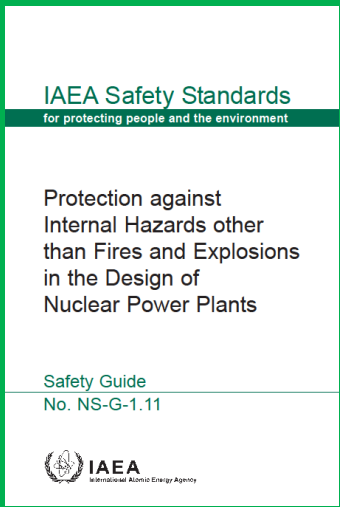 IAEA Safety Standards
for protecting people and the environment
Protection against
Internal Hazards other
than Fires and Explosions
in the Design of
Nuclear Power Plants
Safety Guide
No. NS-G-1.11
IAEA
International Atomic Energy Agency